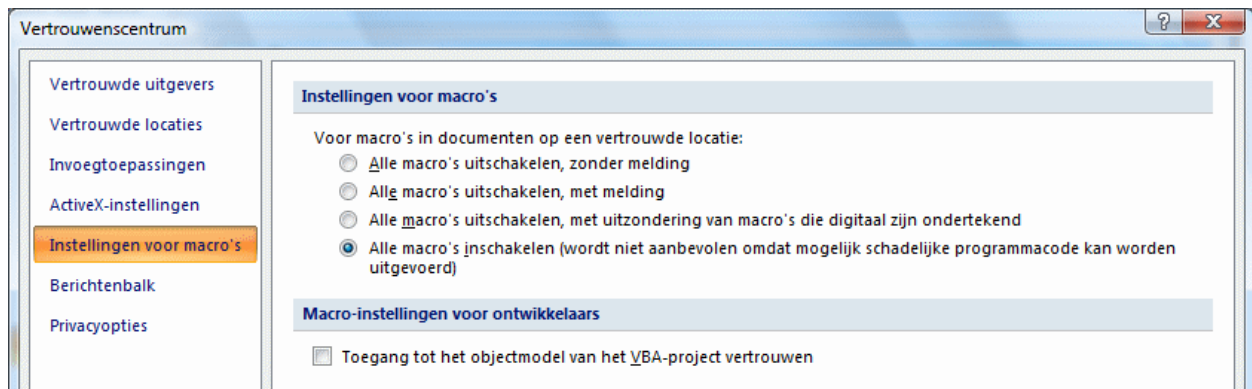 Vertrouwenscentrum
Vertrouwde uitgevers
Vertrouwde locaties
Invoegtoepassingen
ActiveX-instellingen
Instellingen voor macro's
Berichtenbalk
Privacyopties
Instellingen voor macro's
Voor macro's in documenten op een vertrouwde locatie:
Alle macro's uitschakelen, zonder melding
Alle macro's uitschakelen, met melding
Alle macro's uitschakelen, met uitzondering van macro's die digitaal zijn ondertekend
Alle macro's inschakelen (wordt niet aanbevolen omdat mogelijk schadelijke programmacode kan worden
uitgevoerd)
Macro-instellingen voor ontwikkelaars
Toegang tot het objectmodel van het VBA-project vertrouwen